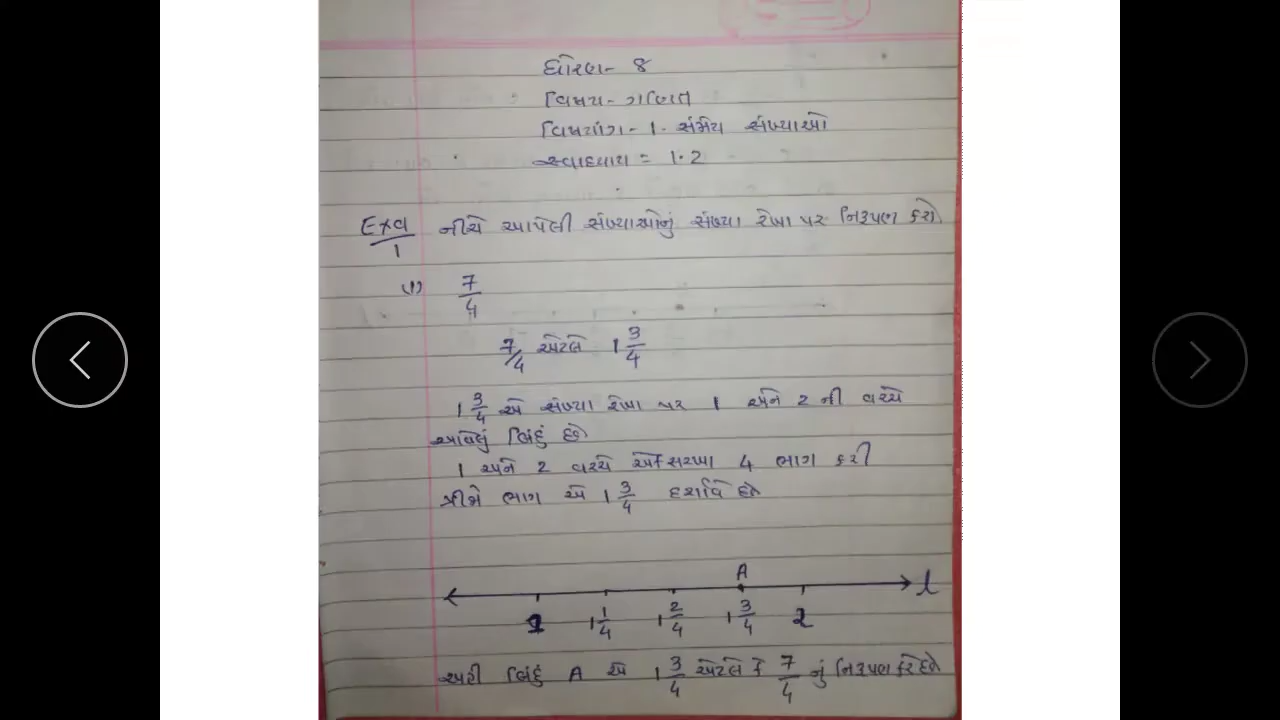 ધોરણ- ૪
વિષય- ગણિત
વિષયાંગ- 1. સંમેય સંખ્યાઓ
સ્વાધ્યાય = 1.2
નીચે આપેલી સંખ્યાઓનું સંખ્યા રેખા પર નિરૂપણ કરો
1
(1) 7/4
7/4 એટલે 1 3/4
1 3/4 એ સંખ્યા રેખા પર 1 અને 2 ની વચ્ચે
આવેલું બિંદું છે
1 અને 2 વચ્ચે એક સરખા 4 ભાગ કરી
ત્રીજો ભાગ એ 1 3/4 દર્શાવે છે
A
l
1 1 1/4 1 2/4 1 3/4 2
અહી બિંદું A એ 1 3/4 એટલે કે 7/4 નું નિરૂપણ કરે છે